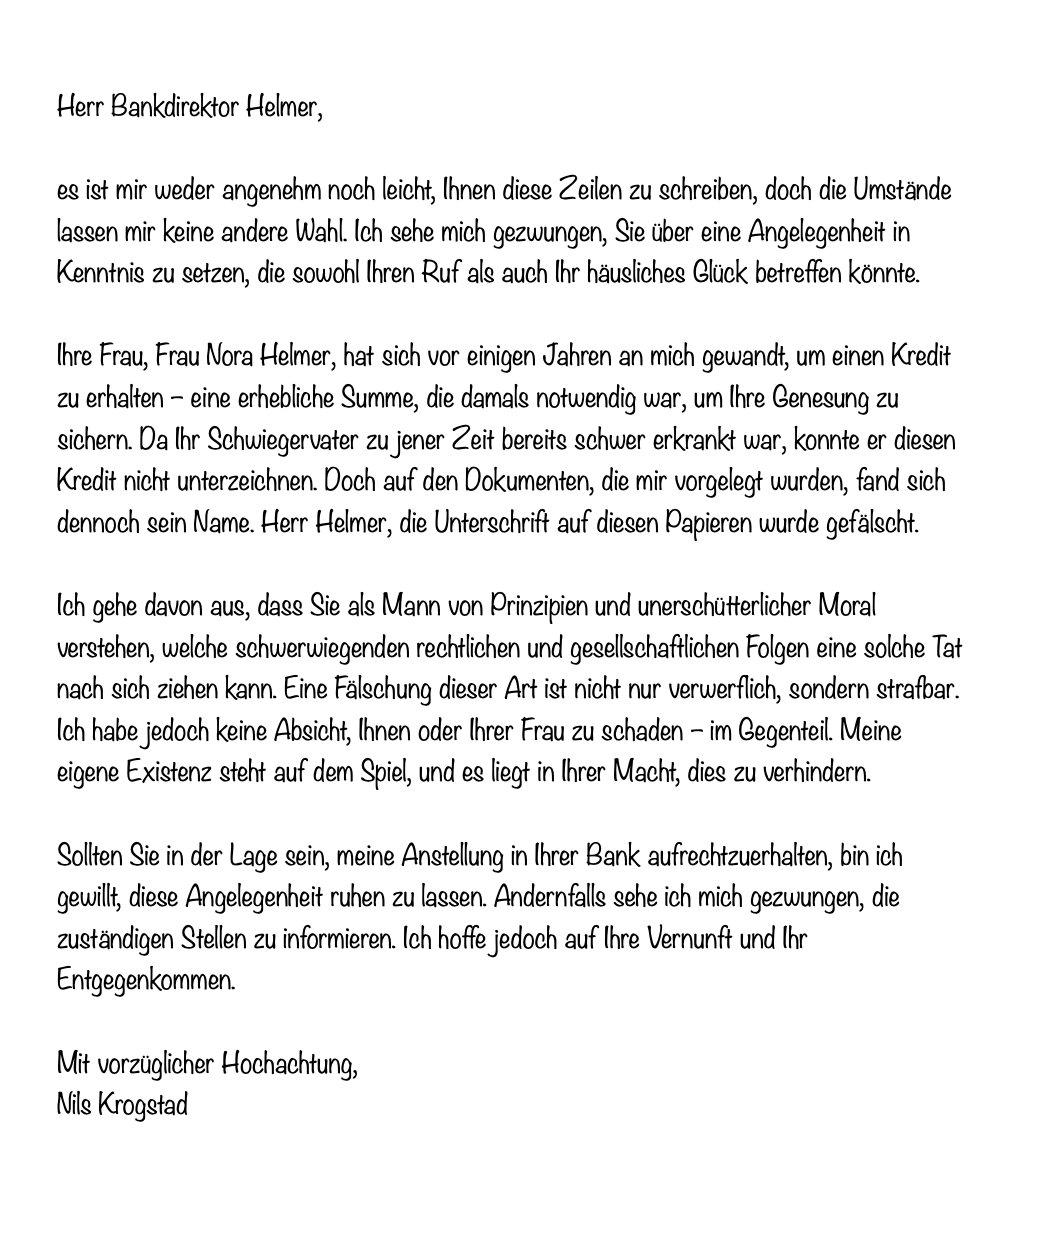 Herr Bankdirektor Helmer,
es ist mir weder angenehm noch leicht, Ihnen diese Zeilen zu schreiben, doch die Umstände
lassen mir keine andere Wahl. Ich sehe mich gezwungen, Sie über eine Angelegenheit in
Kenntnis zu setzen, die sowohl Ihren Ruf als auch Ihr häusliches Glück betreffen könnte.
Ihre Frau, Frau Nora Helmer, hat sich vor einigen Jahren an mich gewandt, um einen Kredit
zu erhalten – eine erhebliche Summe, die damals notwendig war, um Ihre Genesung zu
sichern. Da Ihr Schwiegervater zu jener Zeit bereits schwer erkrankt war, konnte er diesen
Kredit nicht unterzeichnen. Doch auf den Dokumenten, die mir vorgelegt wurden, fand sich
dennoch sein Name. Herr Helmer, die Unterschrift auf diesen Papieren wurde gefälscht.
Ich gehe davon aus, dass Sie als Mann von Prinzipien und unerschütterlicher Moral
verstehen, welche schwerwiegenden rechtlichen und gesellschaftlichen Folgen eine solche Tat
nach sich ziehen kann. Eine Fälschung dieser Art ist nicht nur verwerflich, sondern strafbar.
Ich habe jedoch keine Absicht, Ihnen oder Ihrer Frau zu schaden – im Gegenteil. Meine
eigene Existenz steht auf dem Spiel, und es liegt in Ihrer Macht, dies zu verhindern.
Sollten Sie in der Lage sein, meine Anstellung in Ihrer Bank aufrechtzuerhalten, bin ich
gewillt, diese Angelegenheit ruhen zu lassen. Andernfalls sehe ich mich gezwungen, die
zuständigen Stellen zu informieren. Ich hoffe jedoch auf Ihre Vernunft und Ihr
Entgegenkommen.
Mit vorzüglicher Hochachtung,
Nils Krogstad